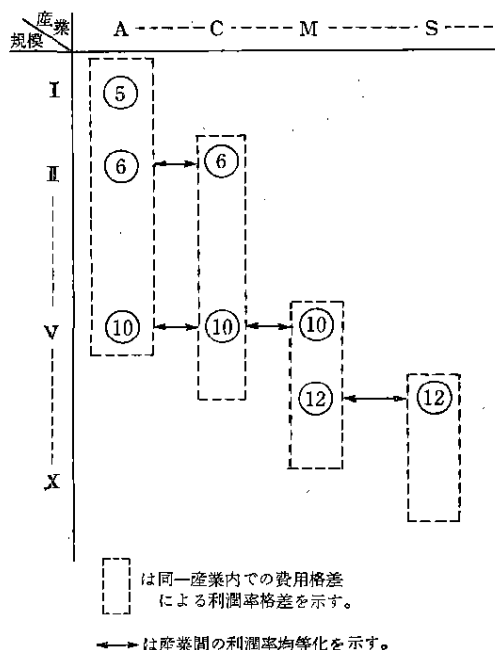 産業 A C M S
規模
I ⑤
II ⑥ ⑥
V ⑩ ⑩ ⑩
⑫ ⑫
X
は同一産業内での費用格差
による利潤率格差を示す。
は産業間の利潤率均等化を示す。